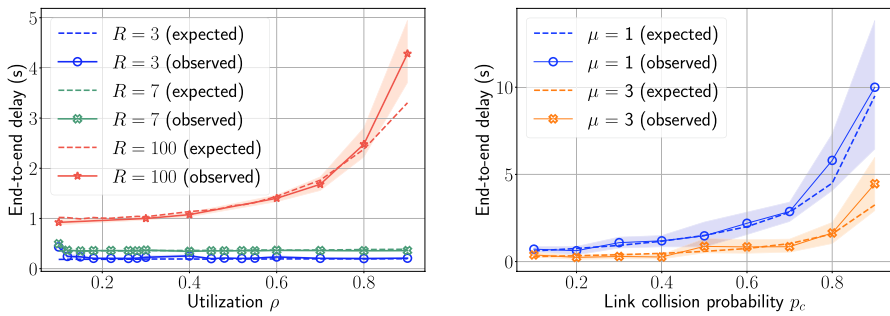 End-to-end delay (s)
5
4
3
2
1
0
R = 3 (expected)
R = 3 (observed)
R = 7 (expected)
R = 7 (observed)
R = 100 (expected)
R = 100 (observed)
0.2 0.4 0.6 0.8
Utilization ρ
End-to-end delay (s)
10
5
0
μ = 1 (expected)
μ = 1 (observed)
μ = 3 (expected)
μ = 3 (observed)
0.2 0.4 0.6 0.8
Link collision probability p_c